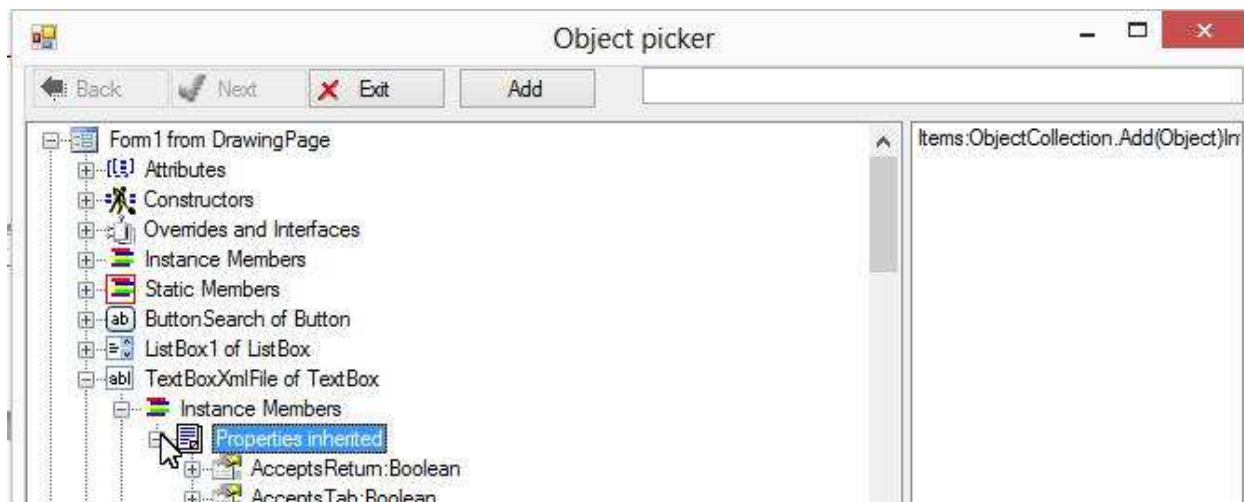 Object picker
Back Next Exit Add
Form1 from DrawingPage
Items:ObjectCollection.Add(Object)In
Attributes
Constructors
Overrides and Interfaces
Instance Members
Static Members
ButtonSearch of Button
ListBox1 of ListBox
TextBoxXmlFile of TextBox
Instance Members
Properties inherited
AcceptsReturn:Boolean
AcceptsTab:Boolean